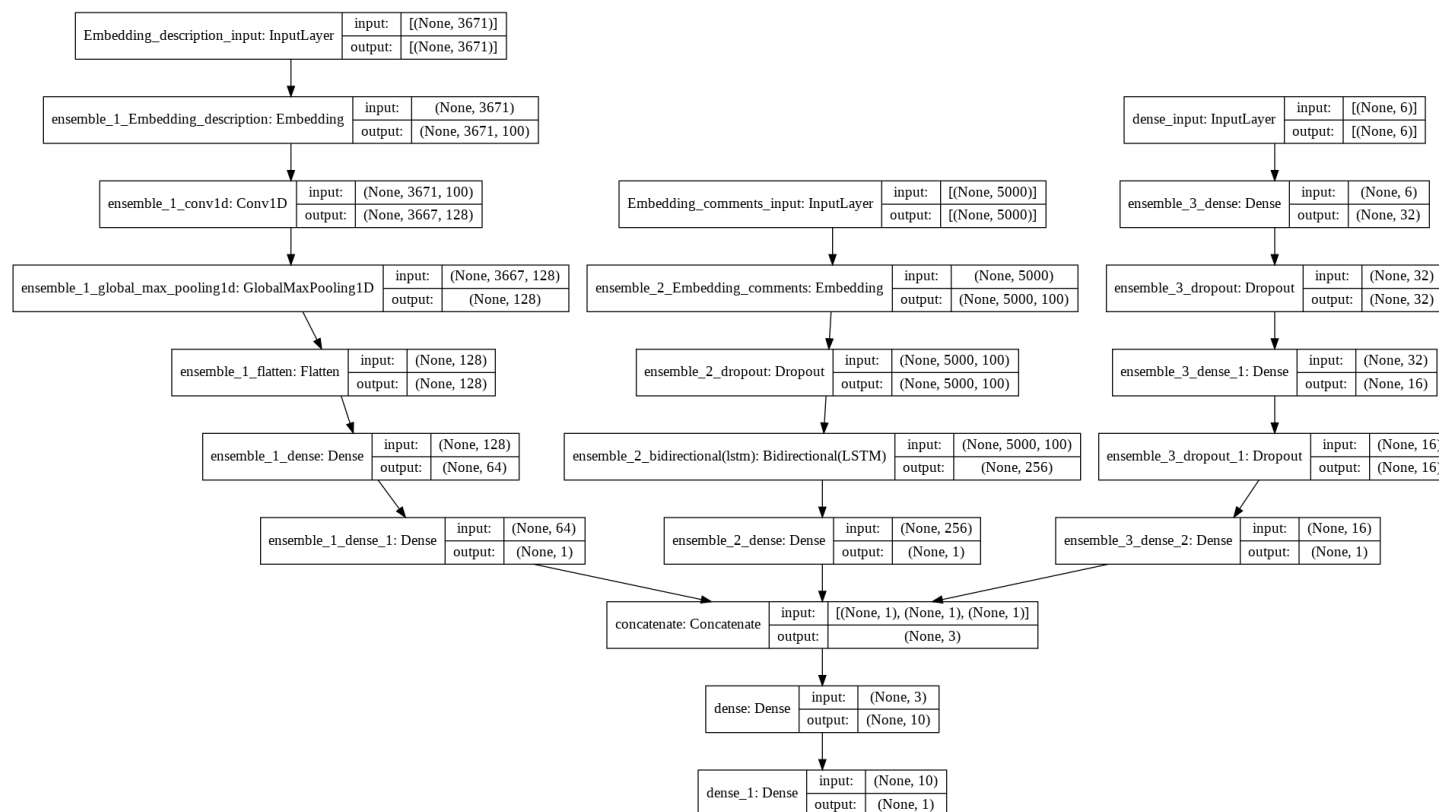 Embedding_description_input: InputLayer
input: [(None, 3671)]
output: [(None, 3671)]
ensemble_1_Embedding_description: Embedding
input: (None, 3671)
output: (None, 3671, 100)
dense_input: InputLayer
input: [(None, 6)]
output: [(None, 6)]
ensemble_1_conv1d: Conv1D
input: (None, 3671, 100)
output: (None, 3667, 128)
Embedding_comments_input: InputLayer
input: [(None, 5000)]
output: [(None, 5000)]
ensemble_3_dense: Dense
input: (None, 6)
output: (None, 32)
ensemble_1_global_max_pooling1d: GlobalMaxPooling1D
input: (None, 3667, 128)
output: (None, 128)
ensemble_2_Embedding_comments: Embedding
input: (None, 5000)
output: (None, 5000, 100)
ensemble_3_dropout: Dropout
input: (None, 32)
output: (None, 32)
ensemble_1_flatten: Flatten
input: (None, 128)
output: (None, 128)
ensemble_2_dropout: Dropout
input: (None, 5000, 100)
output: (None, 5000, 100)
ensemble_3_dense_1: Dense
input: (None, 32)
output: (None, 16)
ensemble_1_dense: Dense
input: (None, 128)
output: (None, 64)
ensemble_2_bidirectional(lstm): Bidirectional(LSTM)
input: (None, 5000, 100)
output: (None, 256)
ensemble_3_dropout_1: Dropout
input: (None, 16)
output: (None, 16)
ensemble_1_dense_1: Dense
input: (None, 64)
output: (None, 1)
ensemble_2_dense: Dense
input: (None, 256)
output: (None, 1)
ensemble_3_dense_2: Dense
input: (None, 16)
output: (None, 1)
concatenate: Concatenate
input: [(None, 1), (None, 1), (None, 1)]
output: (None, 3)
dense: Dense
input: (None, 3)
output: (None, 10)
dense_1: Dense
input: (None, 10)
output: (None, 1)